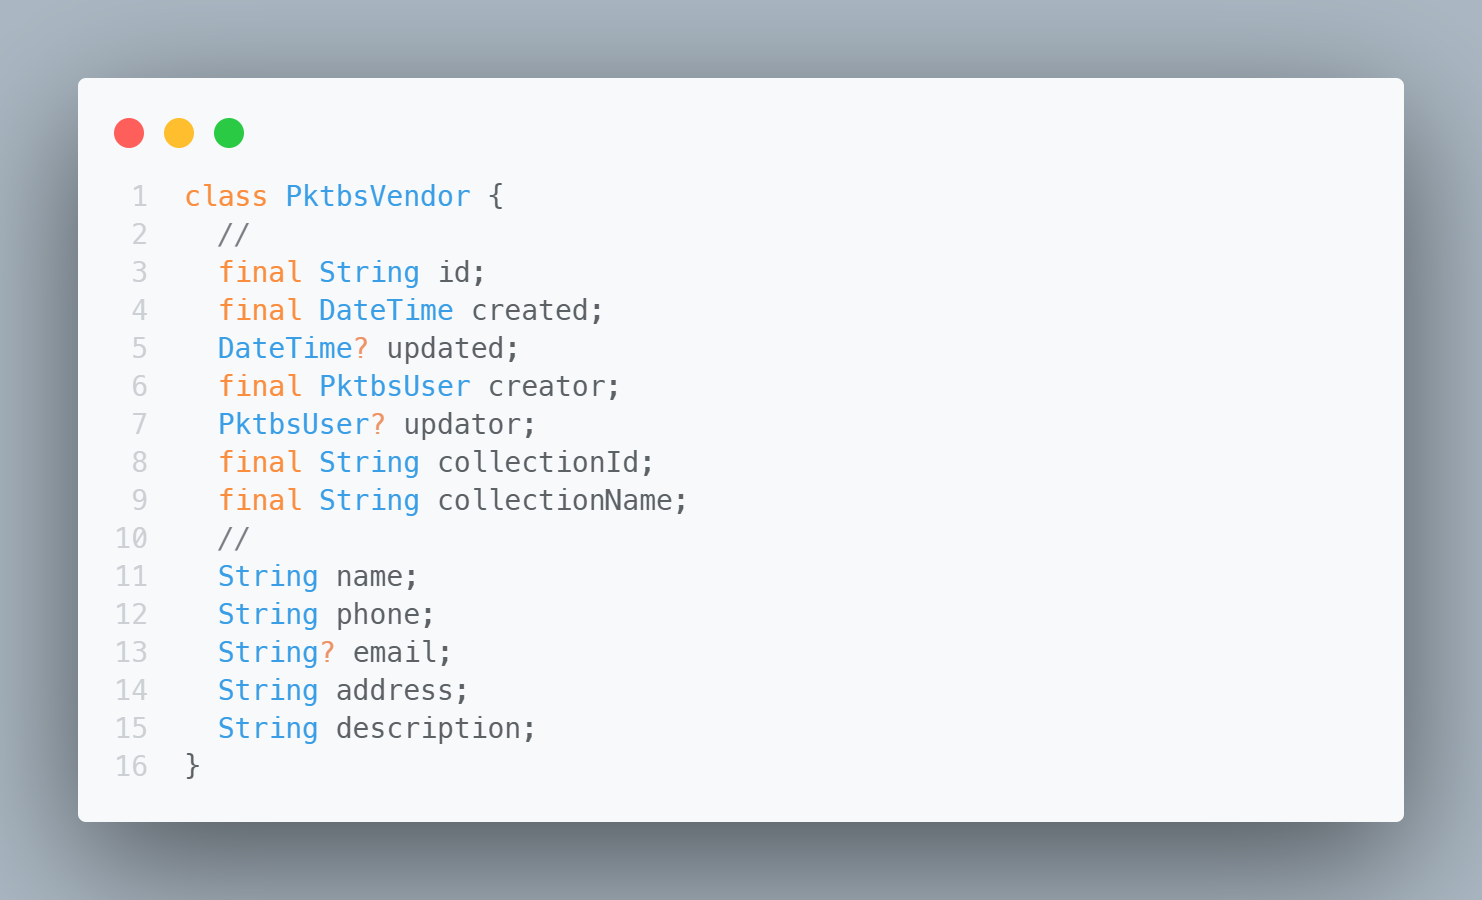 1 class PktbsVendor {
2   //
3   final String id;
4   final DateTime created;
5   DateTime? updated;
6   final PktbsUser creator;
7   PktbsUser? updator;
8   final String collectionId;
9   final String collectionName;
10   //
11   String name;
12   String phone;
13   String? email;
14   String address;
15   String description;
16 }